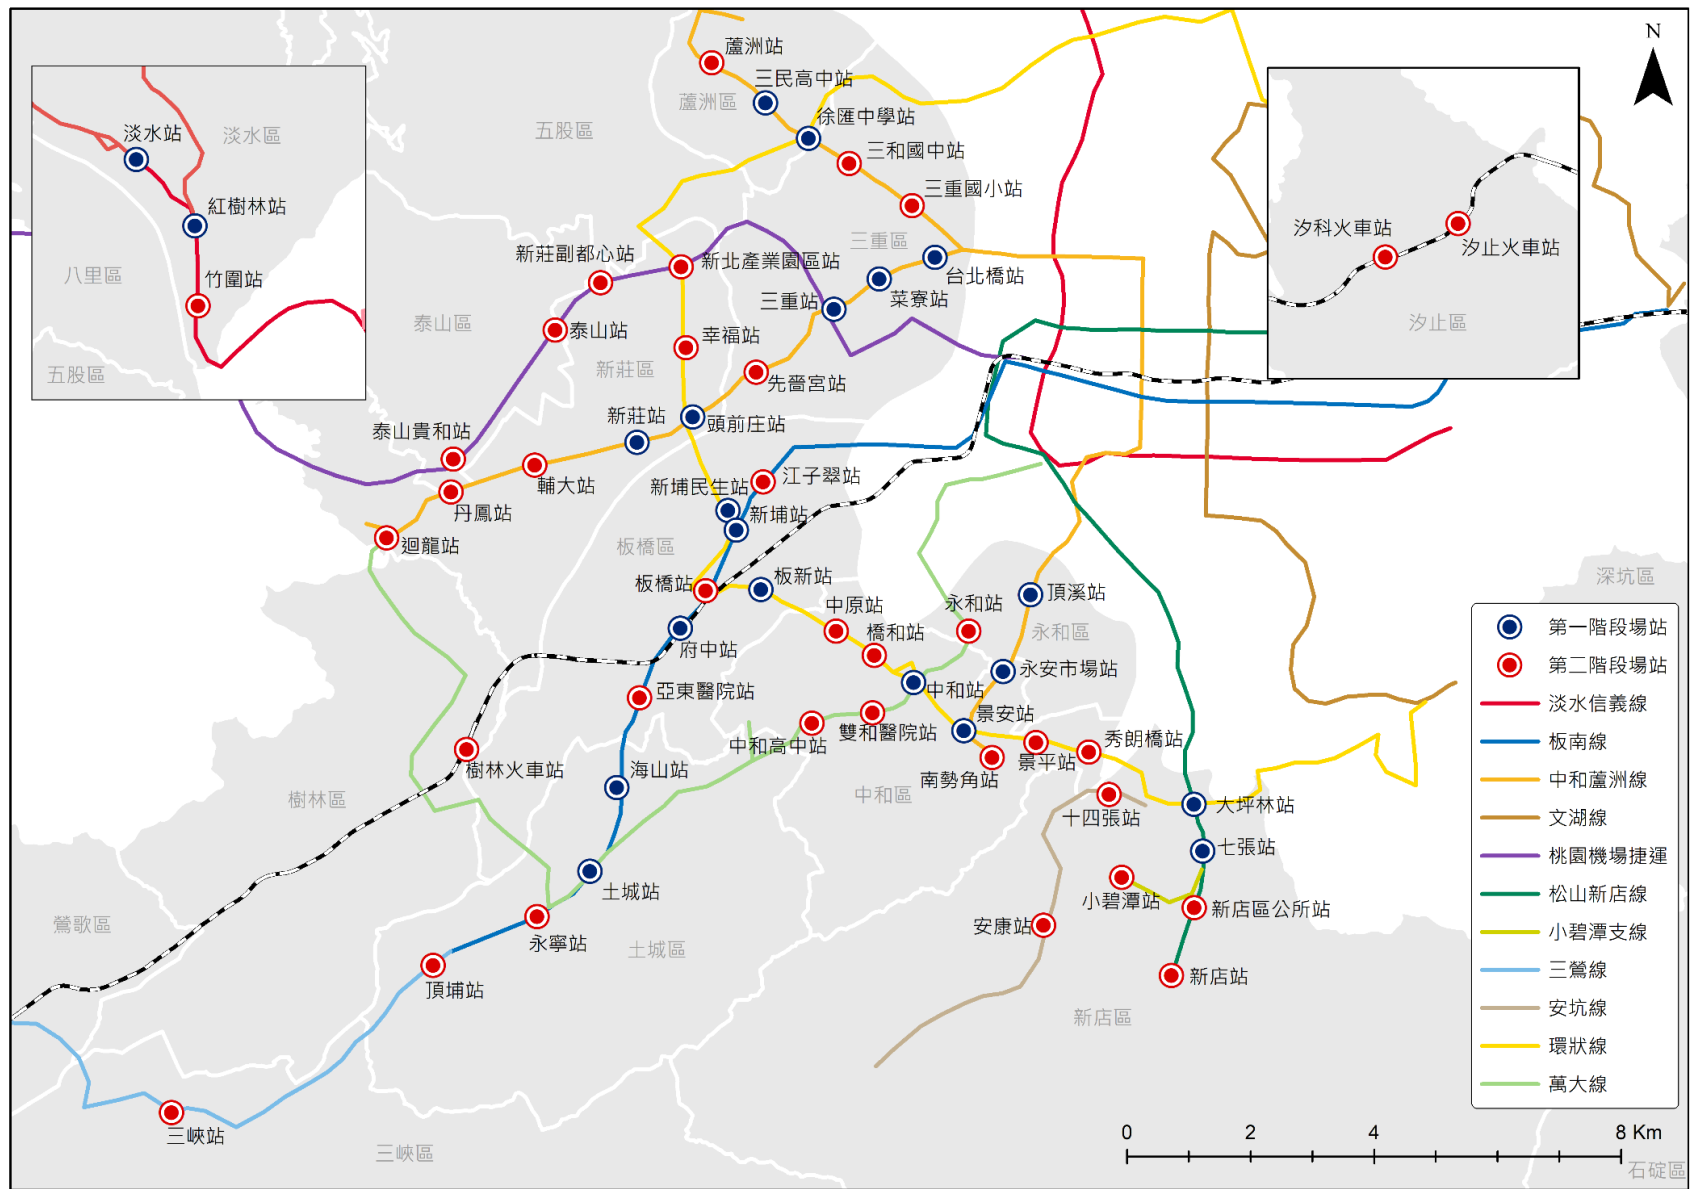 N
蘆洲站
三民高中站
蘆洲區
徐匯中學站
五股區
三和國中站
三重國小站
三重區
台北橋站
菜寮站
三重站
淡水站
淡水區
紅樹林站
八里區
竹圍站
五股區
汐科火車站
汐止火車站
汐止區
新莊副都心站
新北產業園區站
泰山區
泰山站
幸福站
新莊區
先嗇宮站
新莊站
頭前庄站
泰山貴和站
輔大站
丹鳳站
迴龍站
新埔民生站
江子翠站
新埔站
板橋區
板橋站
板新站
府中站
中原站
橋和站
永和站
頂溪站
永和區
永安市場站
中和站
景安站
亞東醫院站
雙和醫院站
中和高中站
南勢角站
景平站
秀朗橋站
樹林火車站
樹林區
海山站
中和區
十四張站
大坪林站
七張站
土城站
小碧潭站
新店區公所站
鶯歌區
永寧站
土城區
安康站
頂埔站
新店站
新店區
三峽站
三峽區
深坑區
第一階段場站
第二階段場站
淡水信義線
板南線
中和蘆洲線
文湖線
桃園機場捷運
松山新店線
小碧潭支線
三鶯線
安坑線
環狀線
萬大線
0 2 4 8 Km
石碇區